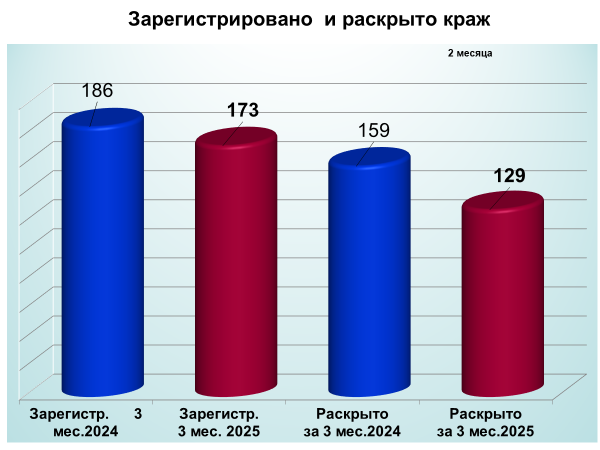 Зарегистрировано и раскрыто краж
2 месяца
186
173
159
129
Зарегистр. 3
мес.2024
Зарегистр.
3 мес. 2025
Раскрыто
за 3 мес.2024
Раскрыто
за 3 мес.2025